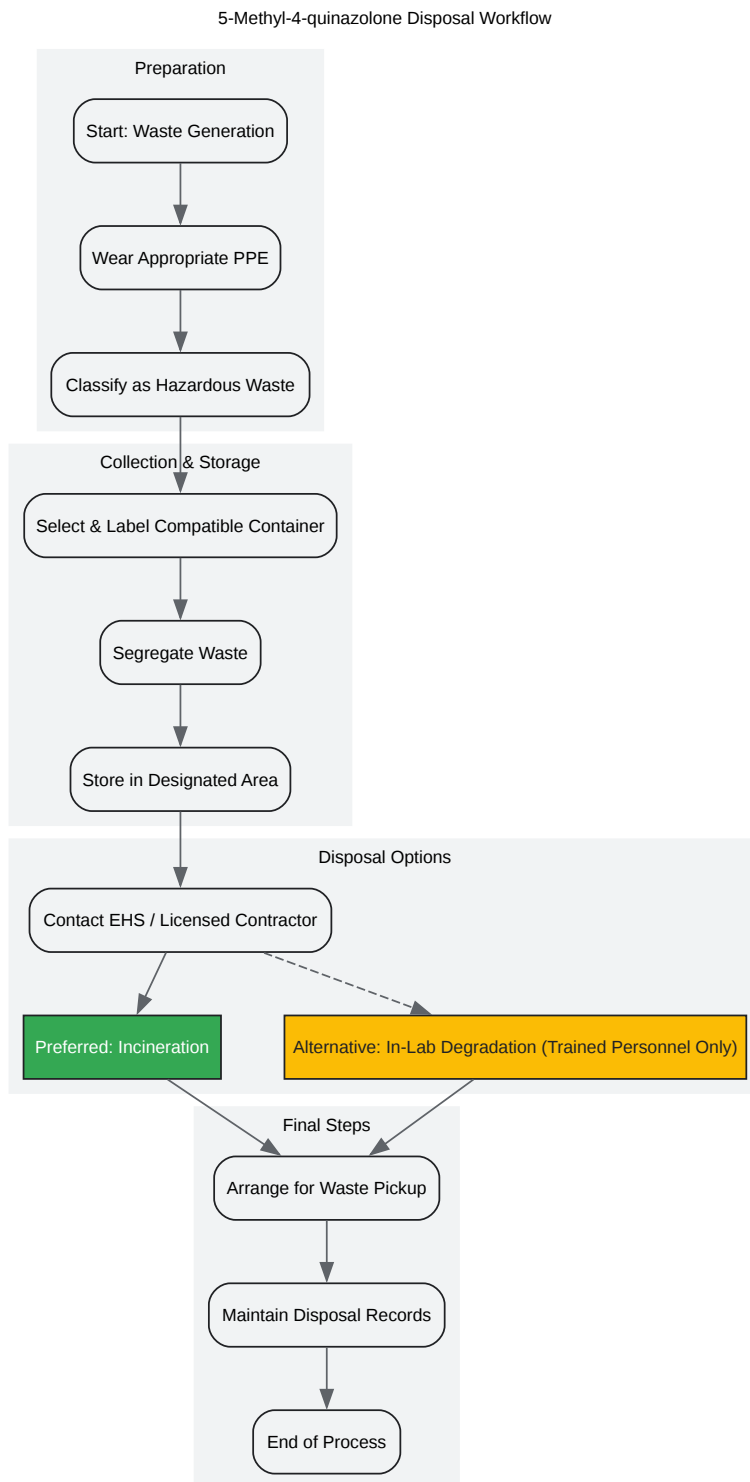 5-Methyl-4-quinazolone Disposal Workflow
Preparation
Start: Waste Generation
Wear Appropriate PPE
Classify as Hazardous Waste
Collection & Storage
Select & Label Compatible Container
Segregate Waste
Store in Designated Area
Disposal Options
Contact EHS / Licensed Contractor
Preferred: Incineration
Alternative: In-Lab Degradation (Trained Personnel Only)
Final Steps
Arrange for Waste Pickup
Maintain Disposal Records
End of Process